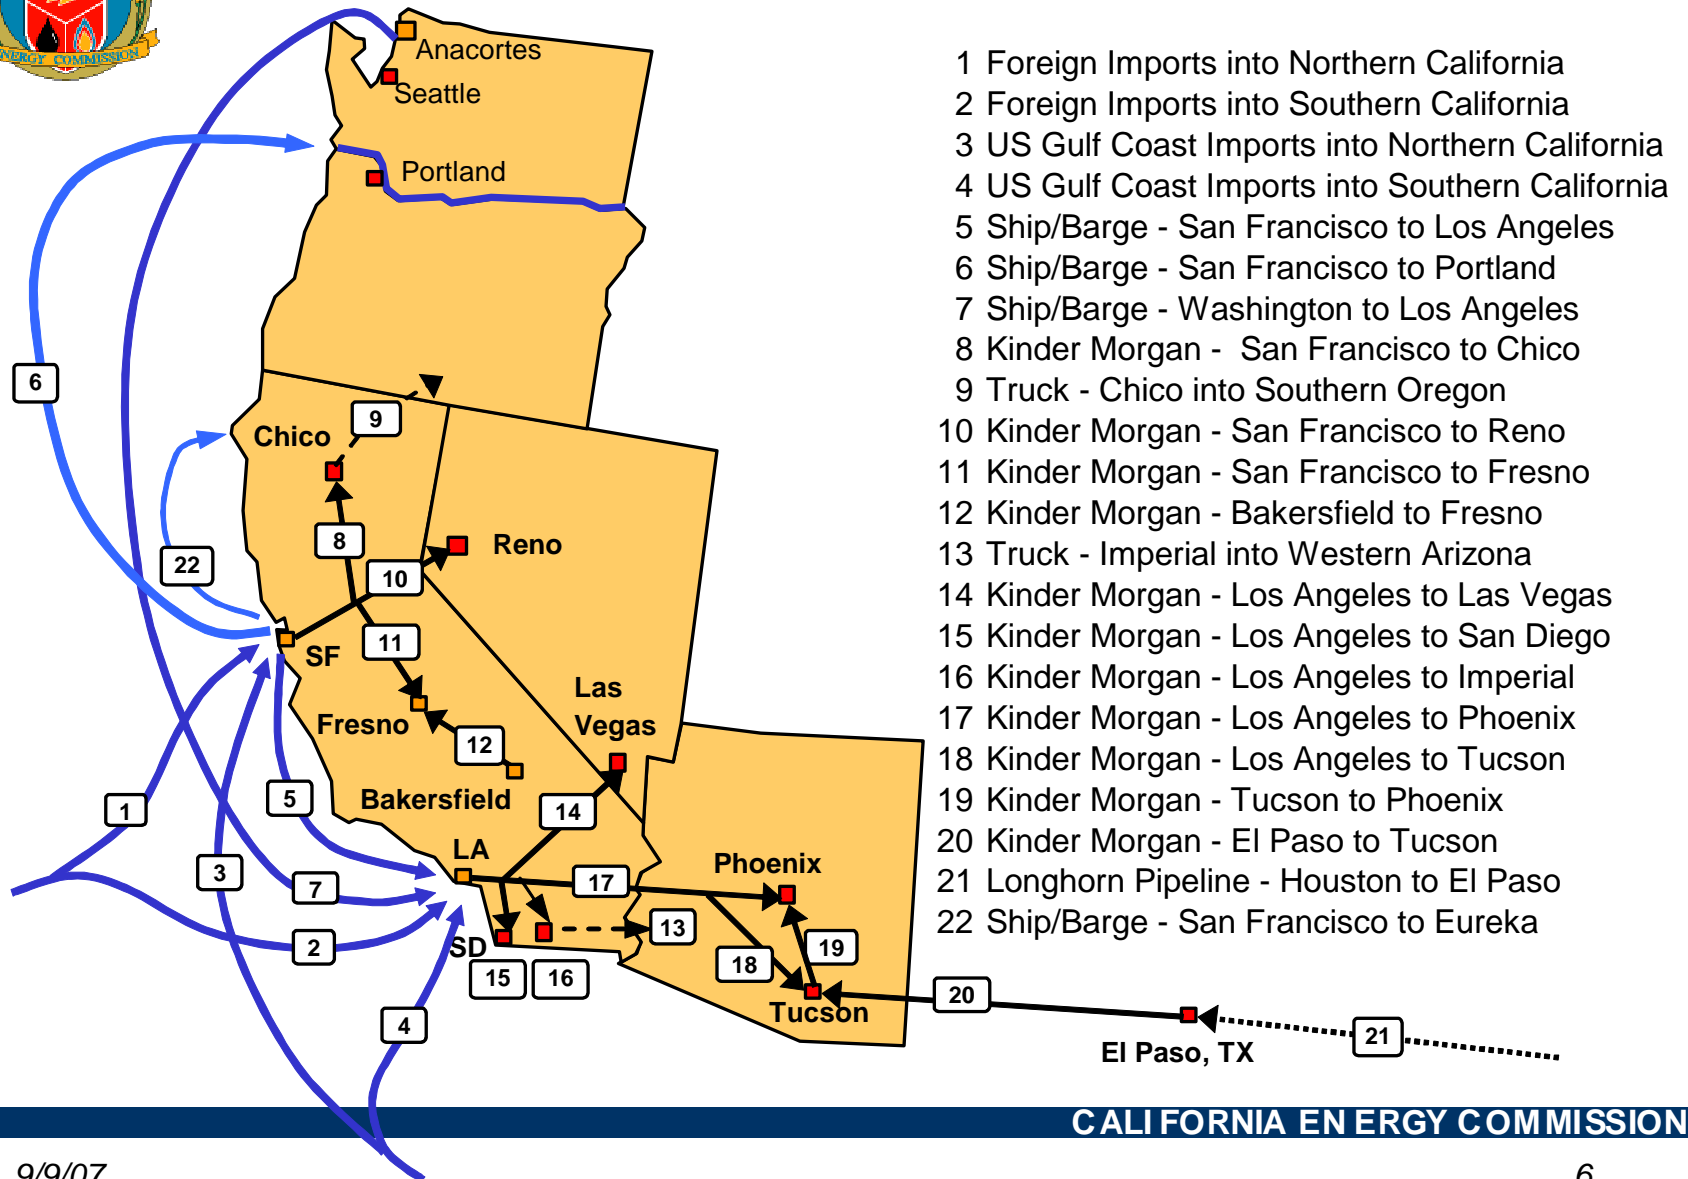 ENERGY COMMISSION
Anacortes
Seattle
Portland
6
9
Chico
8
Reno
10
22
11
SF
Las
Vegas
Fresno
12
Bakersfield
5
1
14
LA
Phoenix
3
7
17
2
SD
13
19
18
15
16
20
Tucson
4
21
El Paso, TX
1 Foreign Imports into Northern California
2 Foreign Imports into Southern California
3 US Gulf Coast Imports into Northern California
4 US Gulf Coast Imports into Southern California
5 Ship/Barge - San Francisco to Los Angeles
6 Ship/Barge - San Francisco to Portland
7 Ship/Barge - Washington to Los Angeles
8 Kinder Morgan - San Francisco to Chico
9 Truck - Chico into Southern Oregon
10 Kinder Morgan - San Francisco to Reno
11 Kinder Morgan - San Francisco to Fresno
12 Kinder Morgan - Bakersfield to Fresno
13 Truck - Imperial into Western Arizona
14 Kinder Morgan - Los Angeles to Las Vegas
15 Kinder Morgan - Los Angeles to San Diego
16 Kinder Morgan - Los Angeles to Imperial
17 Kinder Morgan - Los Angeles to Phoenix
18 Kinder Morgan - Los Angeles to Tucson
19 Kinder Morgan - Tucson to Phoenix
20 Kinder Morgan - El Paso to Tucson
21 Longhorn Pipeline - Houston to El Paso
22 Ship/Barge - San Francisco to Eureka
CALIFORNIA ENERGY COMMISSION
9/9/07
6